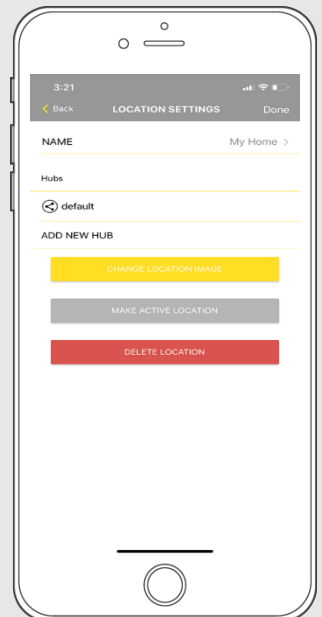 3:21
Back LOCATION SETTINGS Done
NAME My Home >
Hubs
default
ADD NEW HUB
CHANGE LOCATION IMAGE
MAKE ACTIVE LOCATION
DELETE LOCATION